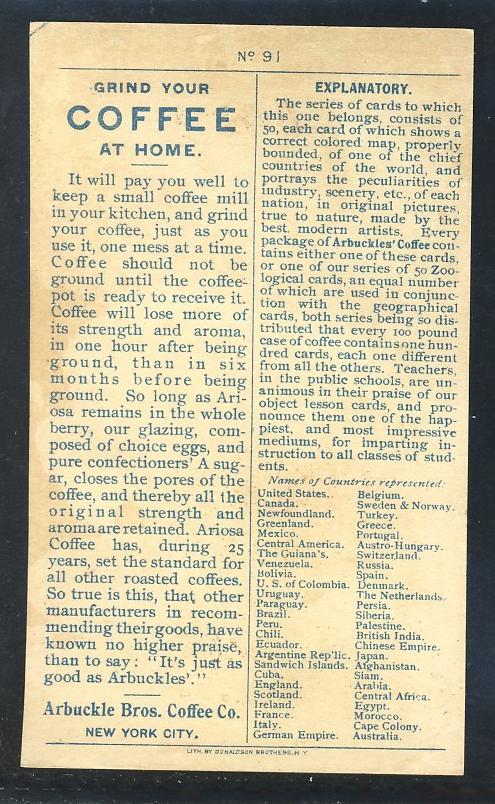 Nº 91
GRIND YOUR
COFFEE
AT HOME.
It will pay you well to
keep a small coffee mill
in your kitchen, and grind
your coffee, just as you
use it, one mess at a time.
Coffee should not be
ground until the coffee-
pot is ready to receive it.
Coffee will lose more of
its strength and aroma,
in one hour after being
ground, than in six
months before being
ground. So long as Ari-
osa remains in the whole
berry, our glazing, com-
posed of choice eggs, and
pure confectioners' A sug-
ar, closes the pores of the
coffee, and thereby all the
original strength and
aroma are retained. Ariosa
Coffee has, during 25
years, set the standard for
all other roasted coffees.
So true is this, that other
manufacturers in recom-
mending their goods, have
known no higher praise,
than to say: "It's just as
good as Arbuckles'."
Arbuckle Bros. Coffee Co.
NEW YORK CITY.
EXPLANATORY.
The series of cards to which
this one belongs, consists of
50, each card of which shows a
correct colored map, properly
bounded, of one of the chief
countries of the world, and
portrays the peculiarities of
industry, scenery, etc., of each
nation, in original pictures,
true to nature, made by the
best modern artists. Every
package of Arbuckles' Coffee con-
tains either one of these cards,
or one of our series of 50 Zoo-
logical cards, an equal number
of which are used in conjunc-
tion with the geographical
cards, both series being so dis-
tributed that every 100 pound
case of coffee contains one hun-
dred cards, each one different
from all the others. Teachers,
in the public schools, are un-
animous in their praise of our
object lesson cards, and pro-
nounce them one of the hap-
piest, and most impressive
mediums, for imparting in-
struction to all classes of stud-
ents.
Names of Countries represented:
United States.
Canada.
Newfoundland.
Greenland.
Mexico.
Central America.
The Guiana's.
Venezuela.
Bolivia.
U. S. of Colombia.
Uruguay.
Paraguay.
Brazil.
Peru.
Chili.
Ecuador.
Argentine Rep'lic.
Sandwich Islands.
Cuba.
England.
Scotland.
Ireland.
France.
Italy.
German Empire.
Belgium.
Sweden & Norway.
Turkey.
Greece.
Portugal.
Austro-Hungary.
Switzerland.
Russia.
Spain.
Denmark.
The Netherlands.
Persia.
Siberia.
Palestine.
British India.
Chinese Empire.
Japan.
Afghanistan.
Siam.
Arabia.
Central Africa.
Egypt.
Morocco.
Cape Colony.
Australia.
LITH. BY DONALDSON BROTHERS, N.Y.